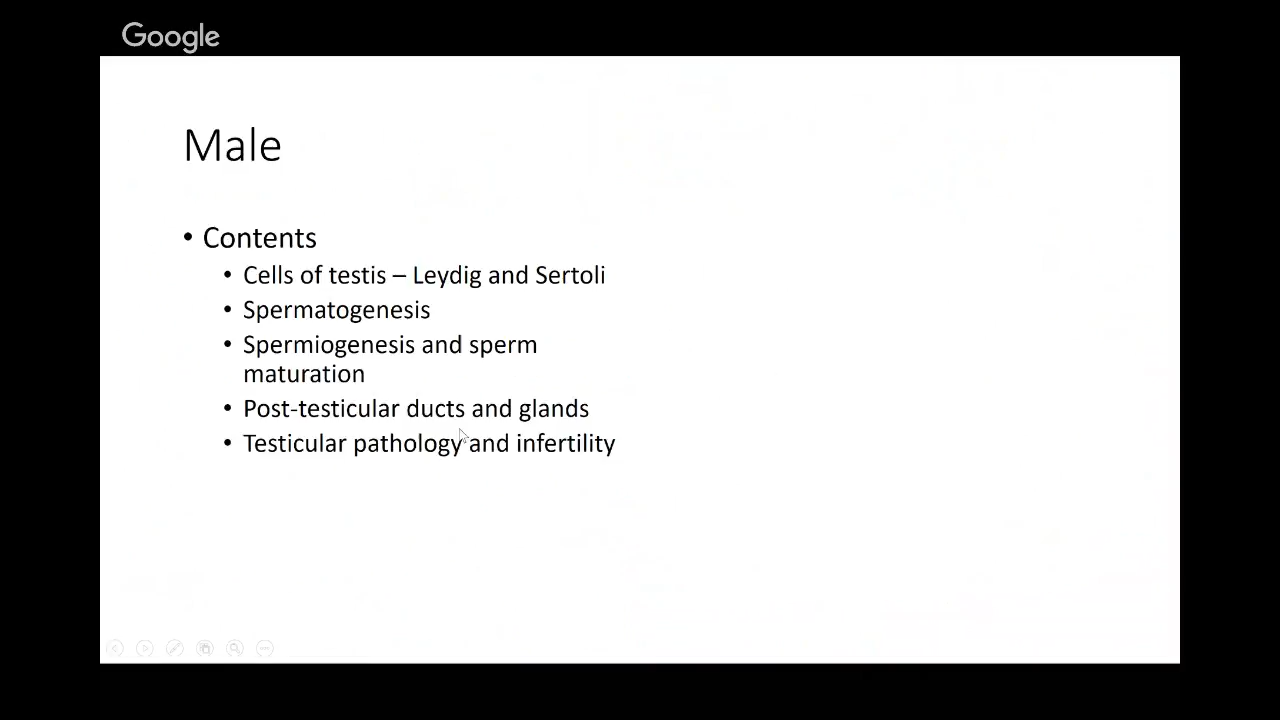 Google
Male
• Contents
• Cells of testis – Leydig and Sertoli
• Spermatogenesis
• Spermiogenesis and sperm
maturation
• Post-testicular ducts and glands
• Testicular pathology and infertility